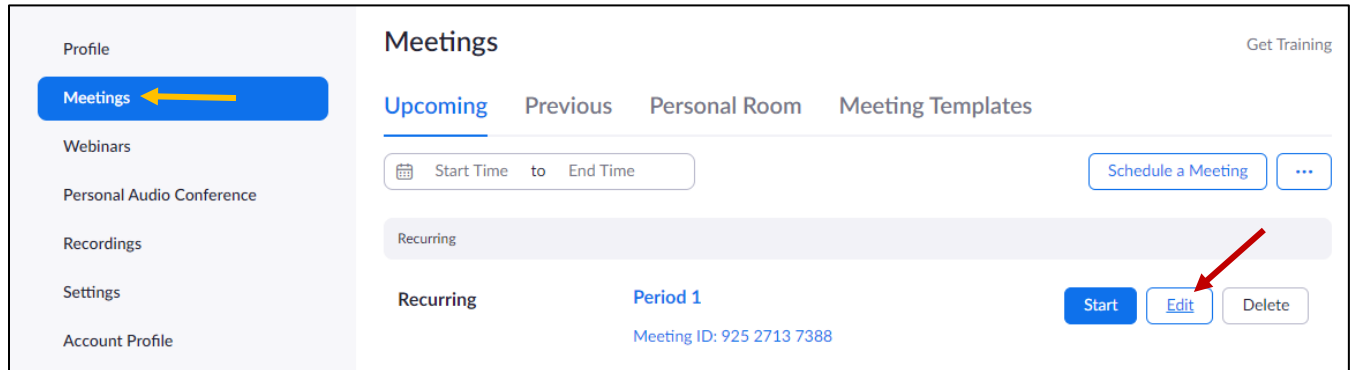 Profile
Meetings
Webinars
Personal Audio Conference
Recordings
Settings
Account Profile
Meetings
Get Training
Upcoming Previous Personal Room Meeting Templates
Start Time to End Time
Schedule a Meeting ...
Recurring
Recurring Period 1 Start Edit Delete
Meeting ID: 925 2713 7388